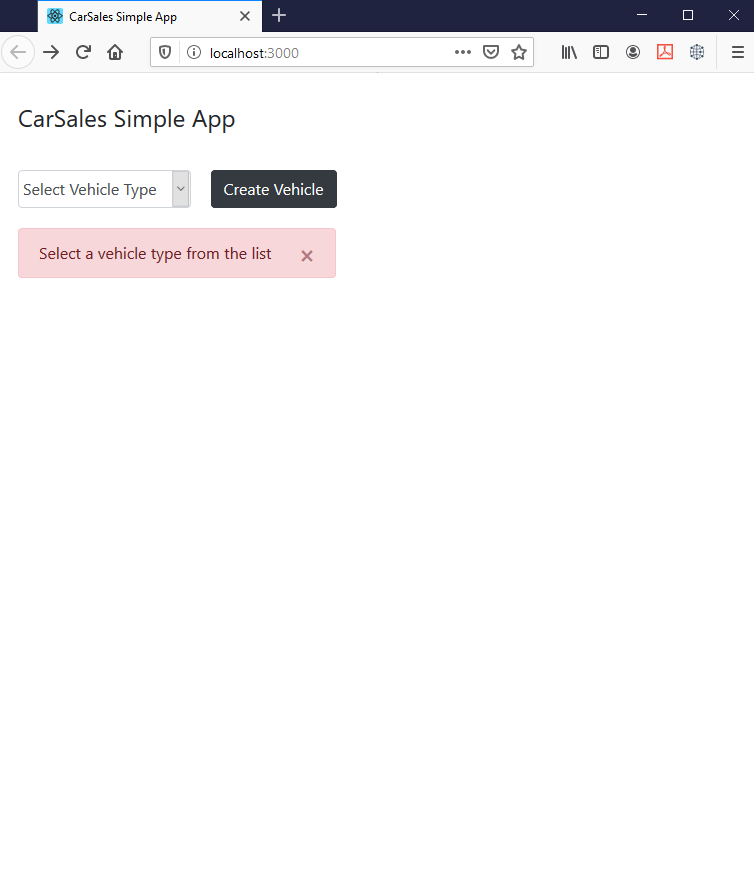 CarSales Simple App
localhost:3000
CarSales Simple App
Select Vehicle Type
Create Vehicle
Select a vehicle type from the list